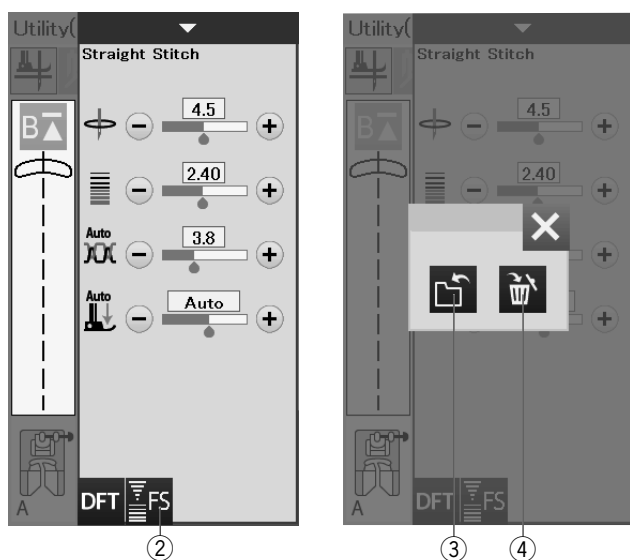 Utility(
Straight Stitch
B
4.5
2.40
Auto
3.8
Auto
Auto
A
DFT
FS
②
Utility(
Straight Stitch
B
4.5
2.40
A
DFT
FS
③
④